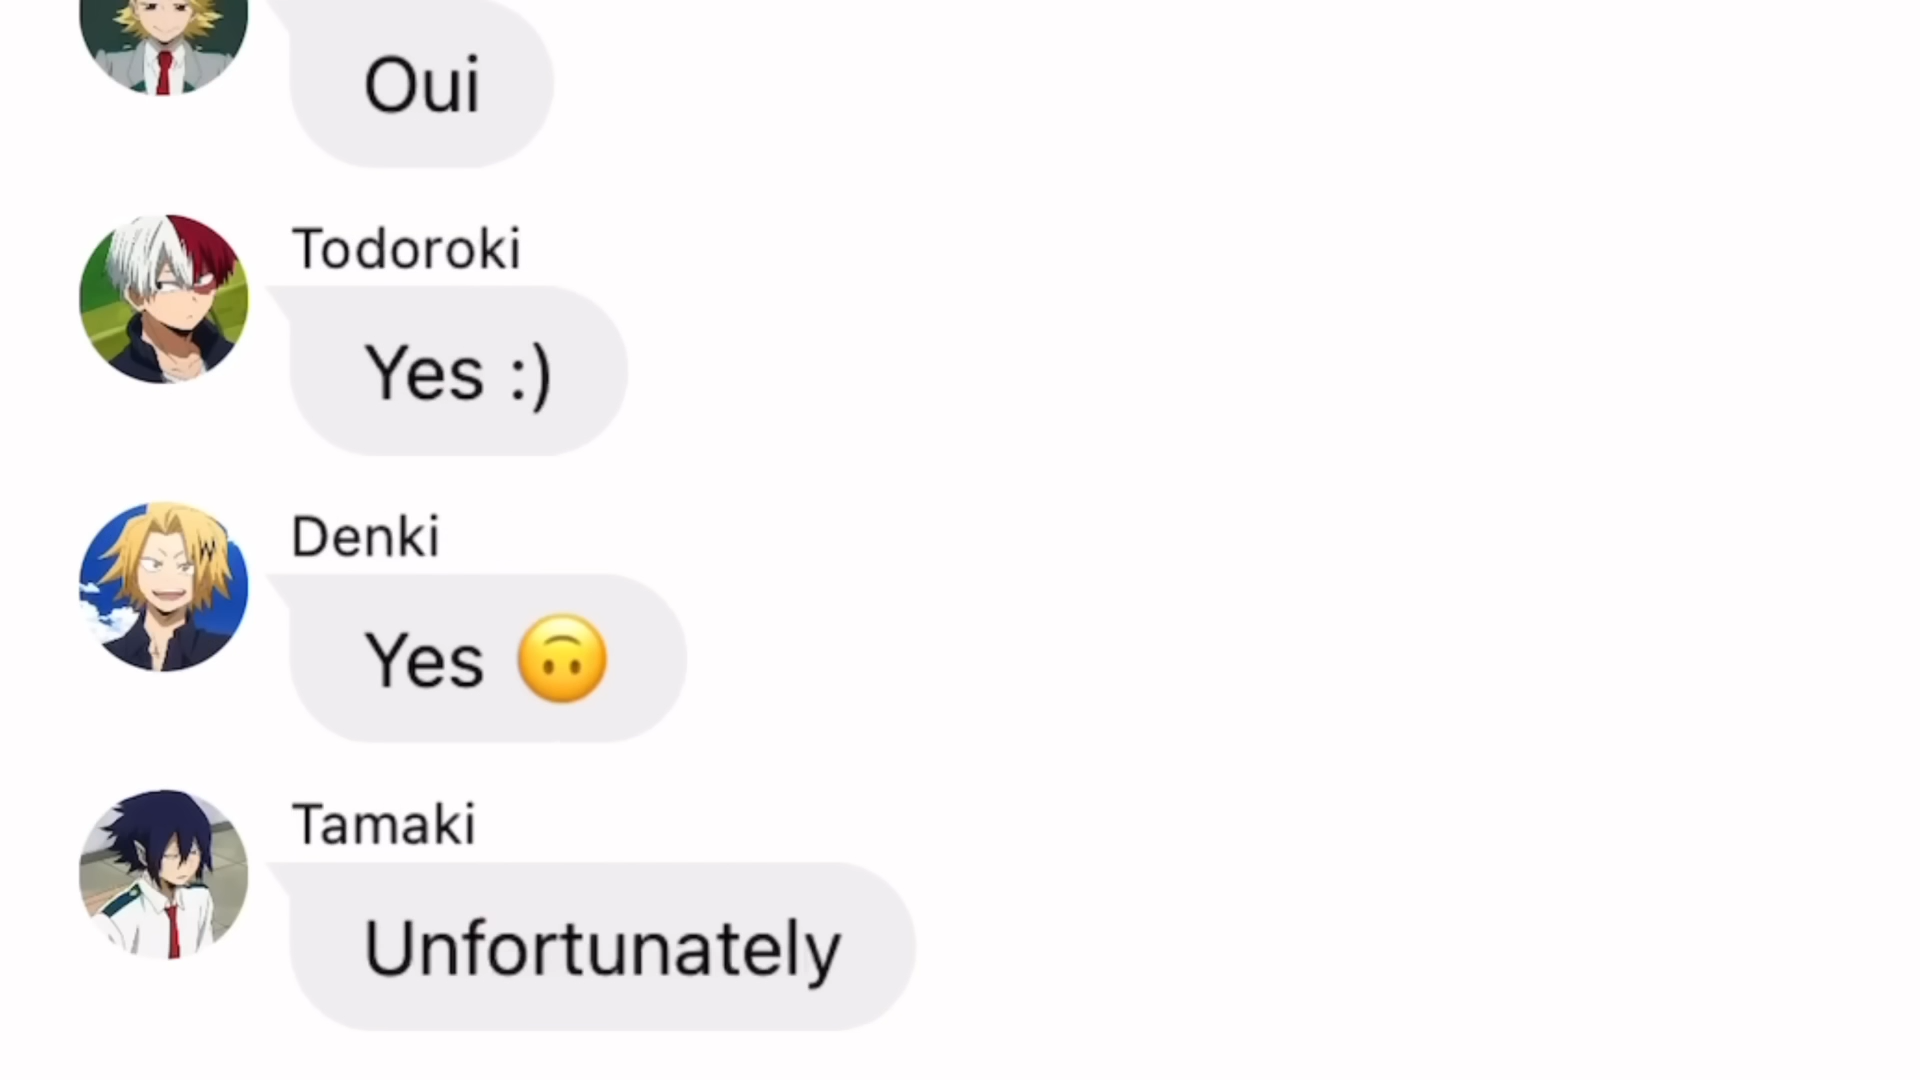 Oui
Todoroki
Yes :)
Denki
Yes 🙃
Tamaki
Unfortunately